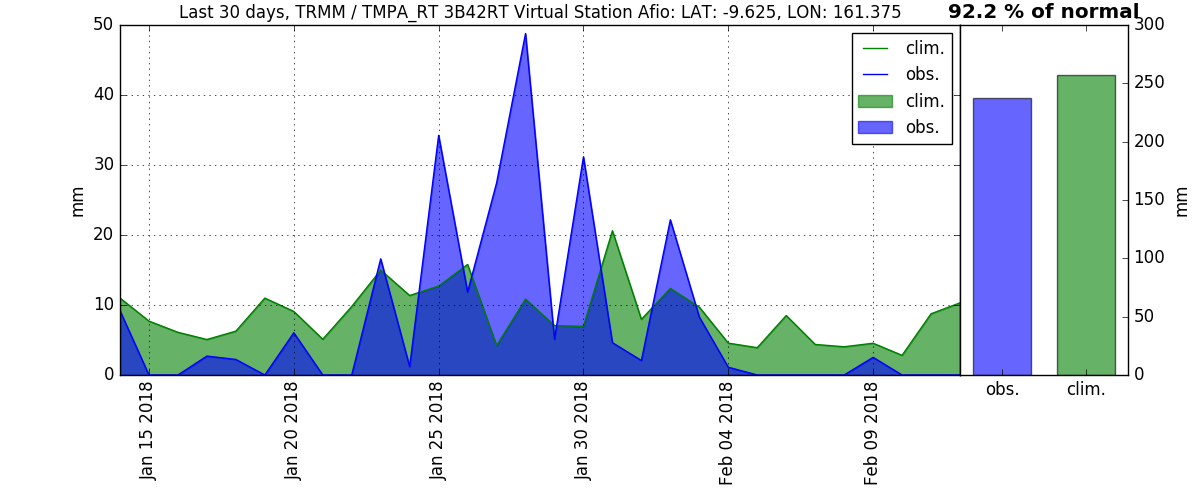 Last 30 days, TRMM / TMPA_RT 3B42RT Virtual Station Afio: LAT: -9.625, LON: 161.375
92.2 % of normal
50
40
30
20
10
0
mm
clim.
obs.
clim.
obs.
300
250
200
150
100
50
0
mm
Jan 15 2018
Jan 20 2018
Jan 25 2018
Jan 30 2018
Feb 04 2018
Feb 09 2018
obs.
clim.